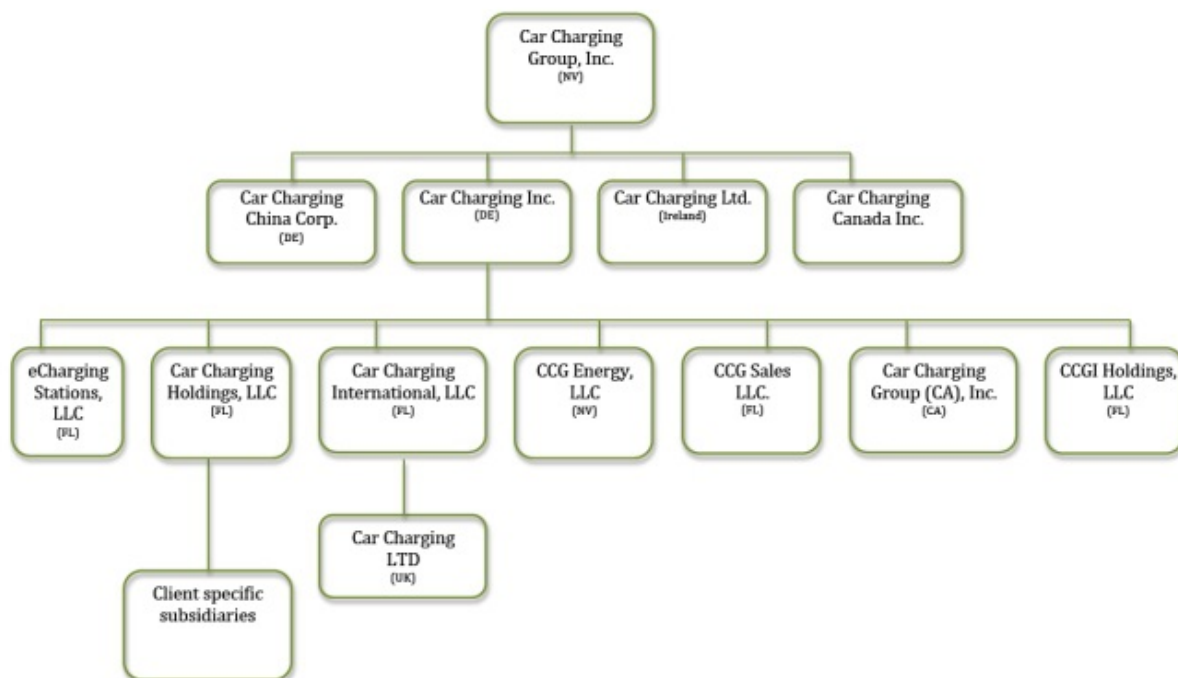 Car Charging
Group, Inc.
(NV)
Car Charging
China Corp.
(DE)
Car Charging Inc.
(DE)
Car Charging Ltd.
(Ireland)
Car Charging
Canada Inc.
eCharging
Stations,
LLC
(FL)
Car Charging
Holdings, LLC
(FL)
Car Charging
International, LLC
(FL)
CCG Energy,
LLC
(NV)
CCG Sales
LLC.
(FL)
Car Charging
Group (CA), Inc.
(CA)
CCGI Holdings,
LLC
(FL)
Car Charging
LTD
(UK)
Client specific
subsidiaries